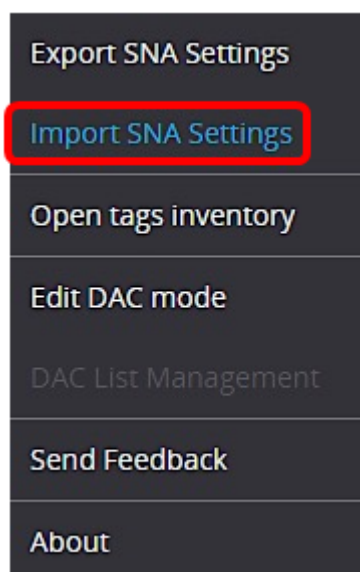 Export SNA Settings
Import SNA Settings
Open tags inventory
Edit DAC mode
DAC List Management
Send Feedback
About